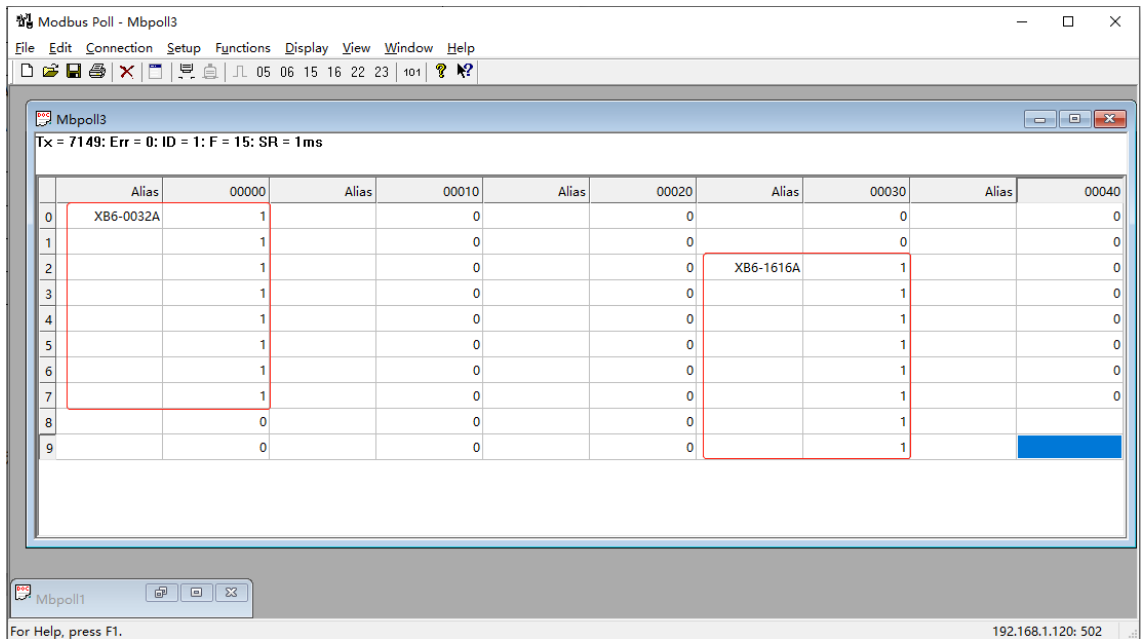 Modbus Poll - Mbpoll3
File Edit Connection Setup Functions Display View Window Help
05 06 15 16 22 23 101
Mbpoll3
Tx = 7149: Err = 0: ID = 1: F = 15: SR = 1ms
Alias 00000 Alias 00010 Alias 00020 Alias 00030 Alias 00040
0 XB6-0032A 1 0 0 0 0
1 1 0 0 0 0
2 1 0 0 XB6-1616A 1 0
3 1 0 0 1 0
4 1 0 0 1 0
5 1 0 0 1 0
6 1 0 0 1 0
7 1 0 0 1 0
8 0 0 0 1
9 0 0 0 1
Mbpoll1
For Help, press F1. 192.168.1.120: 502